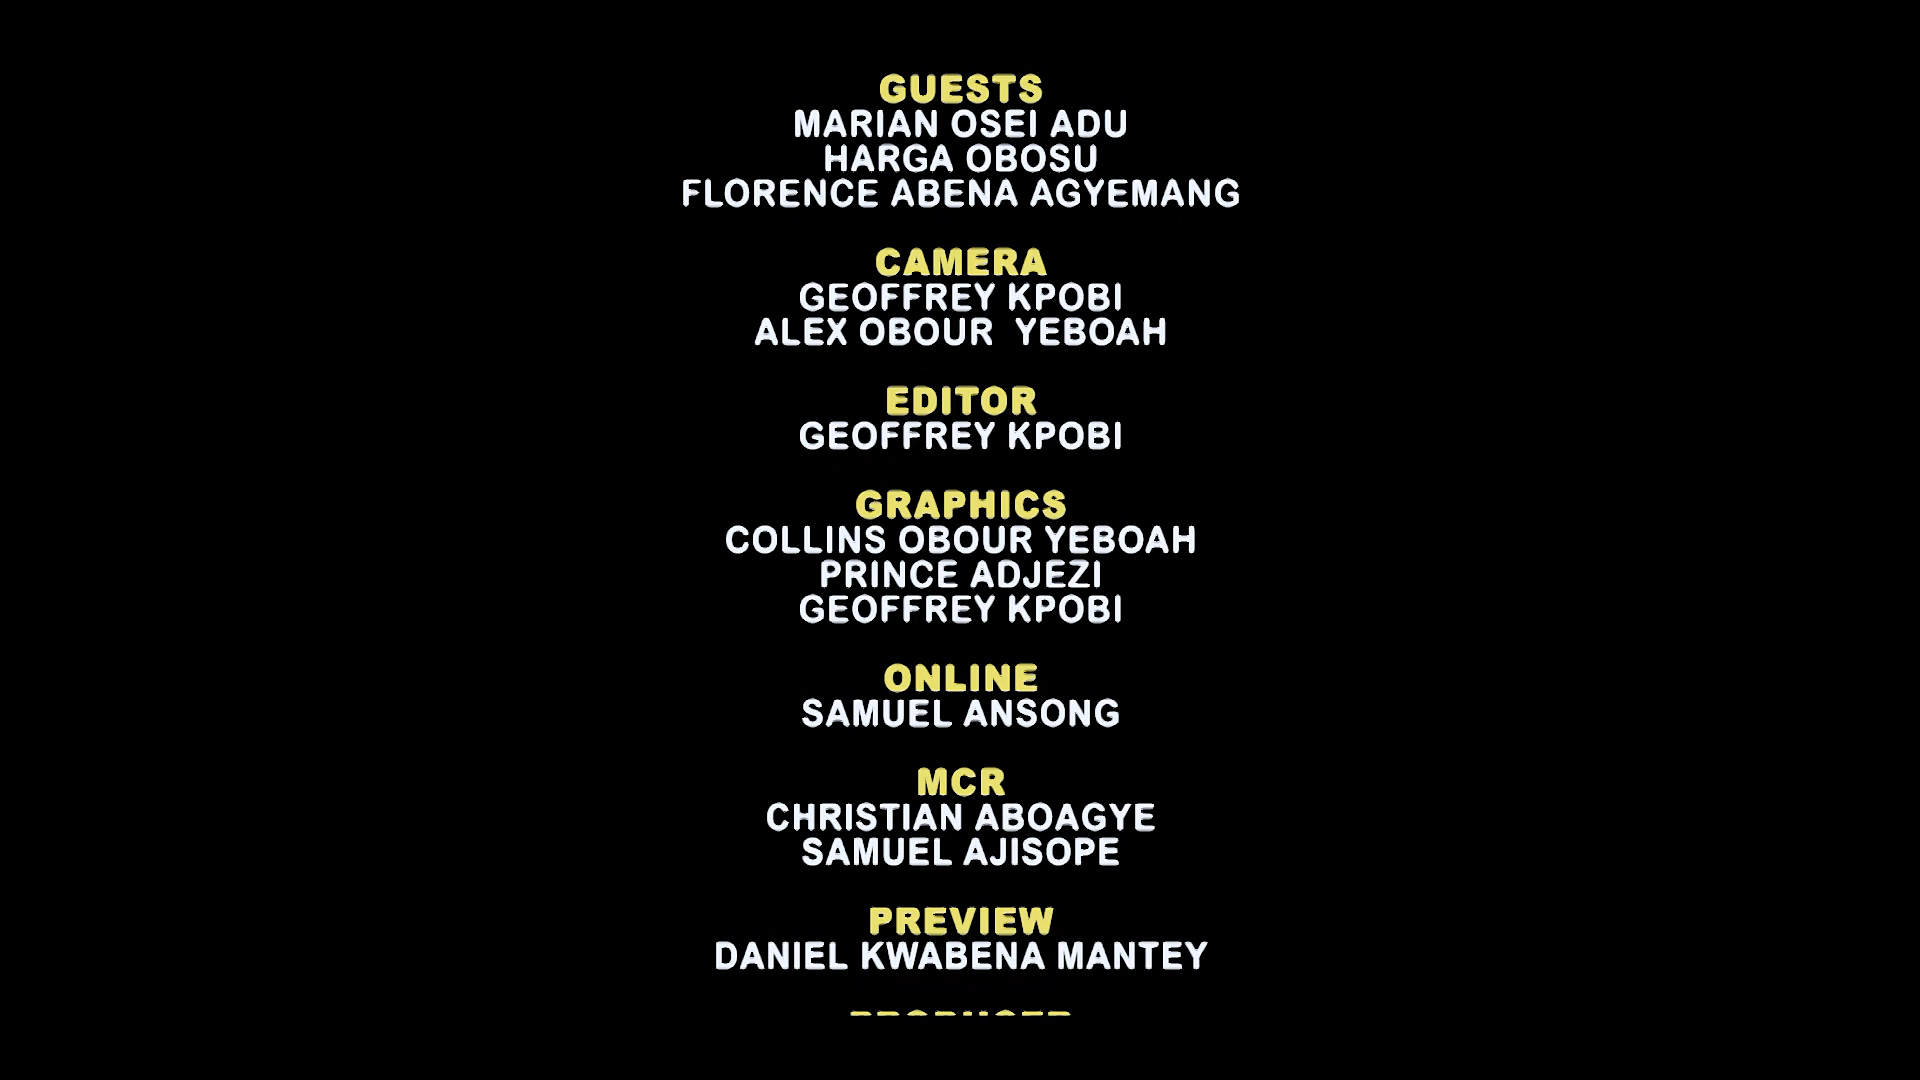 GUESTS
MARIAN OSEI ADU
HARGA OBOSU
FLORENCE ABENA AGYEMANG
CAMERA
GEOFFREY KPOBI
ALEX OBOUR  YEBOAH
EDITOR
GEOFFREY KPOBI
GRAPHICS
COLLINS OBOUR YEBOAH
PRINCE ADJEZI
GEOFFREY KPOBI
ONLINE
SAMUEL ANSONG
MCR
CHRISTIAN ABOAGYE
SAMUEL AJISOPE
PREVIEW
DANIEL KWABENA MANTEY